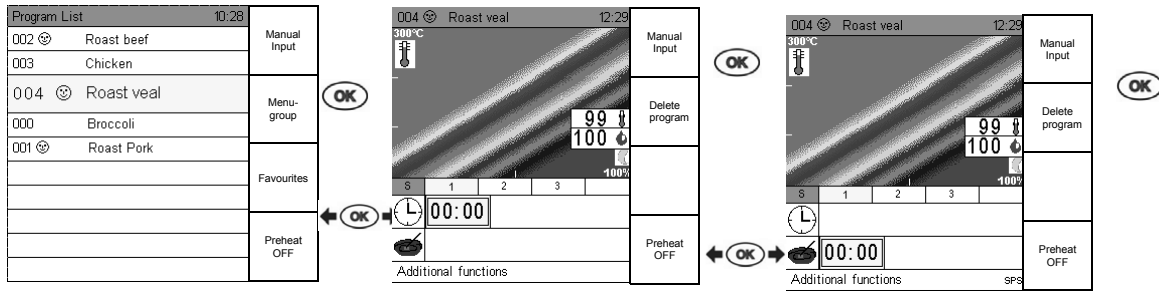 Program List 10:28
002 Roast beef
003 Chicken
004 Roast veal
000 Broccoli
001 Roast Pork
Manual
Input
Menu-
group
Favourites
Preheat
OFF
OK
OK
004 Roast veal 12:29
300°C
99
100
100%
S 1 2 3
00:00
Additional functions
Manual
Input
Delete
program
Preheat
OFF
OK
OK
004 Roast veal 12:29
300°C
99
100
100%
S 1 2 3
00:00
Additional functions SPS
Manual
Input
Delete
program
Preheat
OFF
OK